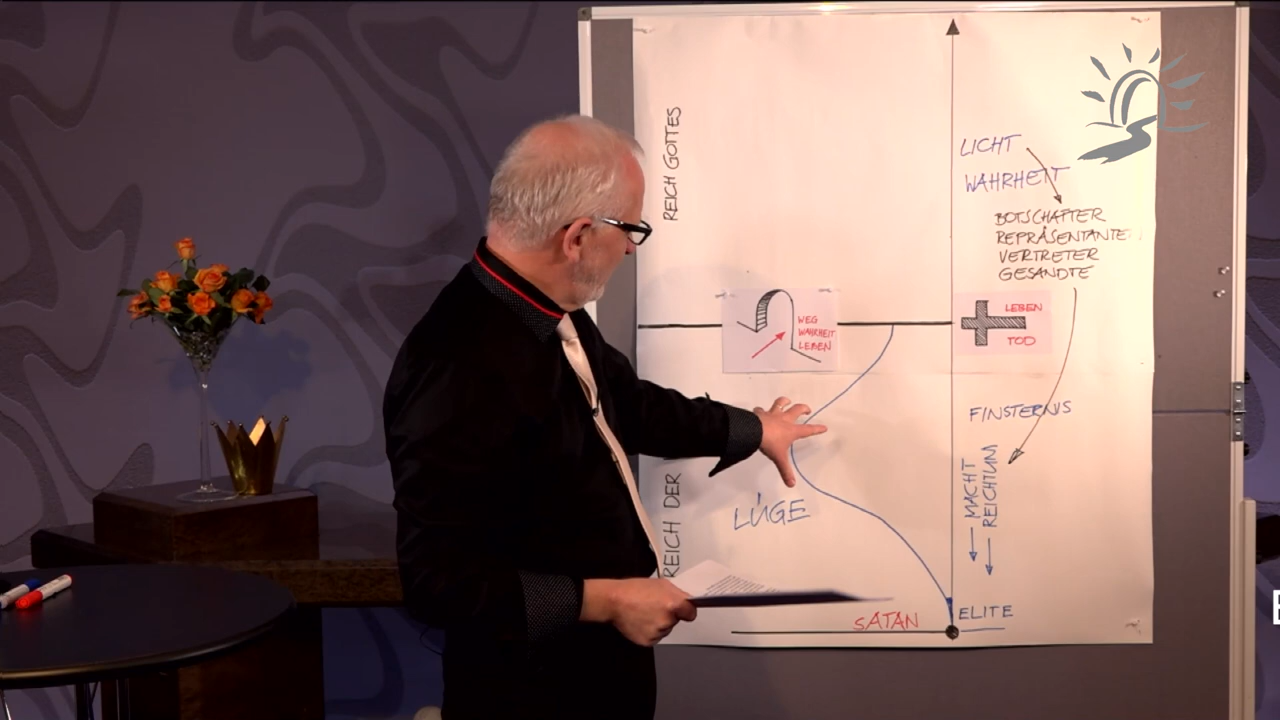 REICH GOTTES
LICHT
WAHRHEIT
BOTSCHAFTER
REPRÄSENTANTEN
VERTRETER
GESANDTE
WEG
WAHRHEIT
LEBEN
LEBEN
TOD
FINSTERNIS
MACHT
REICHTUM
REICH DER
LÜGE
SATAN
ELITE